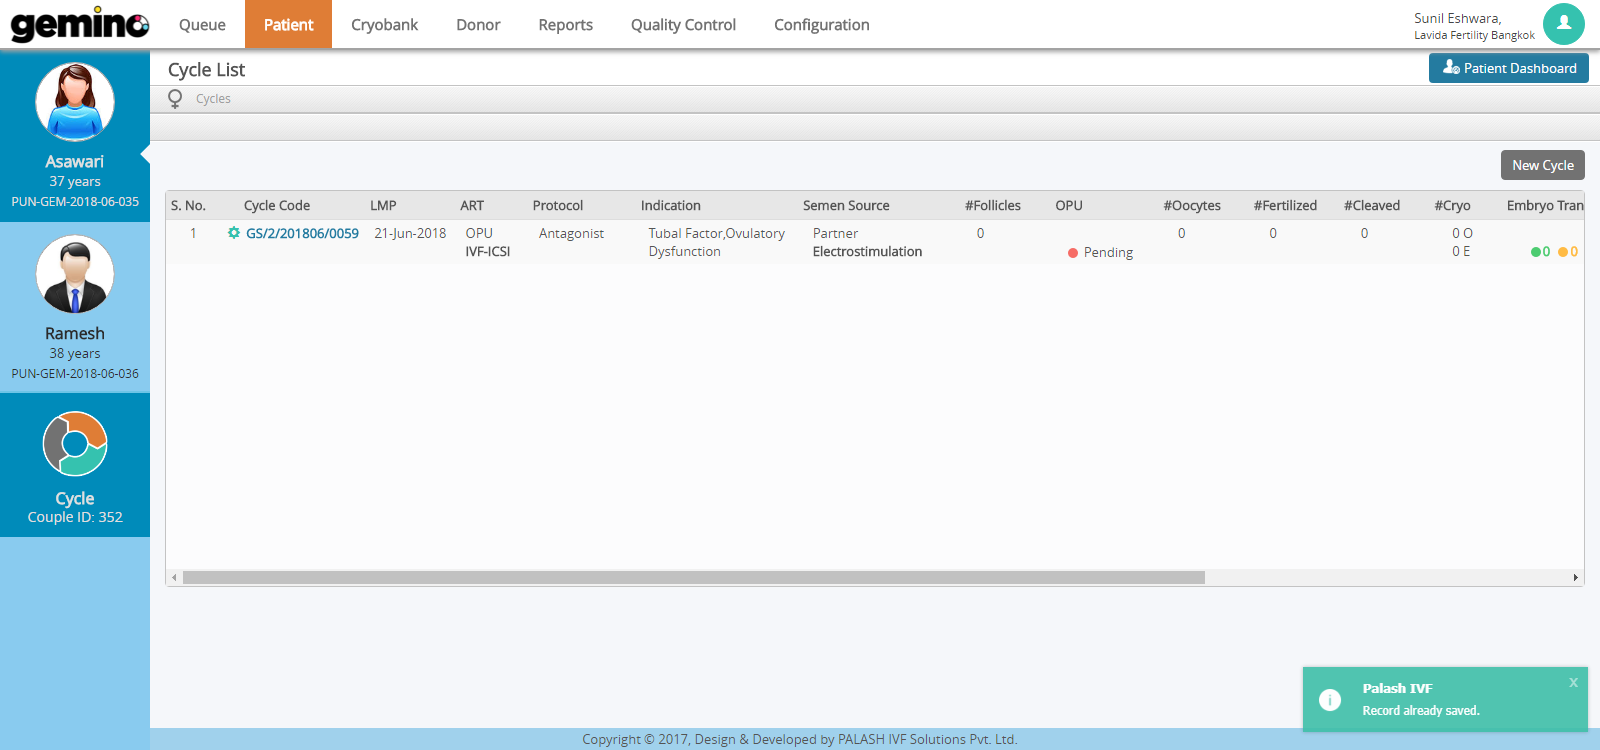 gemino
Queue
Patient
Cryobank
Donor
Reports
Quality Control
Configuration
Sunil Eshwara,
Lavida Fertility Bangkok
Asawari
37 years
PUN-GEM-2018-06-035
Ramesh
38 years
PUN-GEM-2018-06-036
Cycle
Couple ID: 352
Cycle List
Patient Dashboard
Cycles
New Cycle
S. No. Cycle Code LMP ART Protocol Indication Semen Source #Follicles OPU #Oocytes #Fertilized #Cleaved #Cryo Embryo Tran
1 GS/2/201806/0059 21-Jun-2018 OPU Antagonist Tubal Factor,Ovulatory Partner 0 0 0 0 0 O
IVF-ICSI Dysfunction Electrostimulation Pending 0 E 0 0
Palash IVF
x
Record already saved.
Copyright © 2017, Design & Developed by PALASH IVF Solutions Pvt. Ltd.